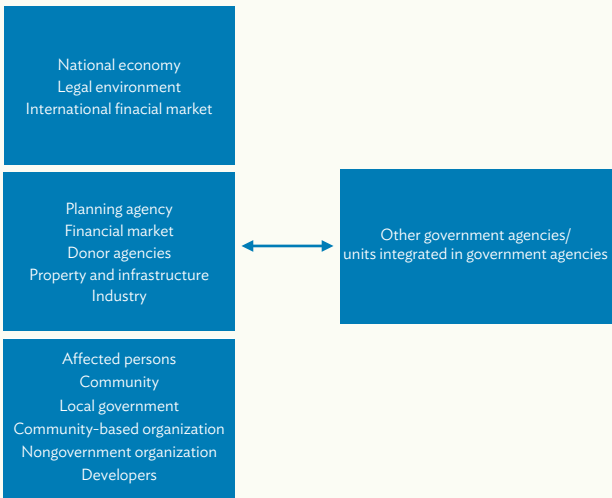 National economy
Legal environment
International finacial market
Planning agency
Financial market
Donor agencies
Property and infrastructure
Industry
Other government agencies/
units integrated in government agencies
Affected persons
Community
Local government
Community-based organization
Nongovernment organization
Developers